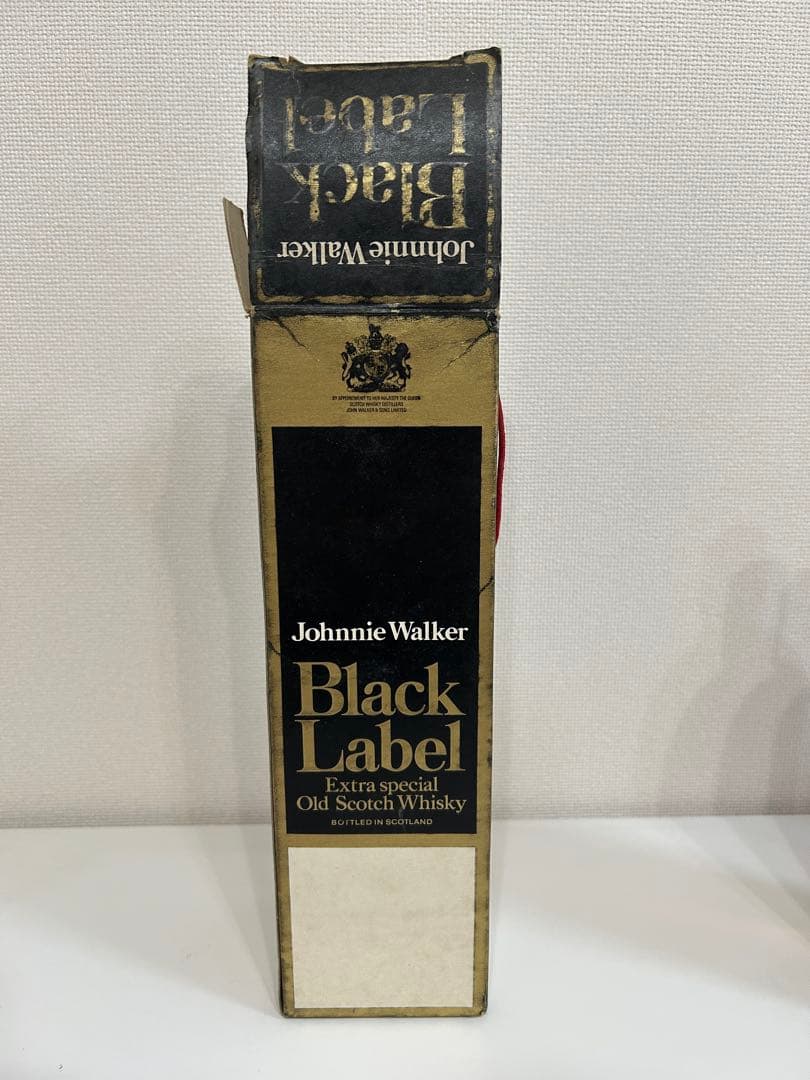 Johnnie Walker
Black
Label
BY APPOINTMENT TO HER MAJESTY THE QUEEN
SCOTCH WHISKY DISTILLERS
JOHN WALKER & SONS LIMITED
Johnnie Walker
Black
Label
Extra special
Old Scotch Whisky
BOTTLED IN SCOTLAND